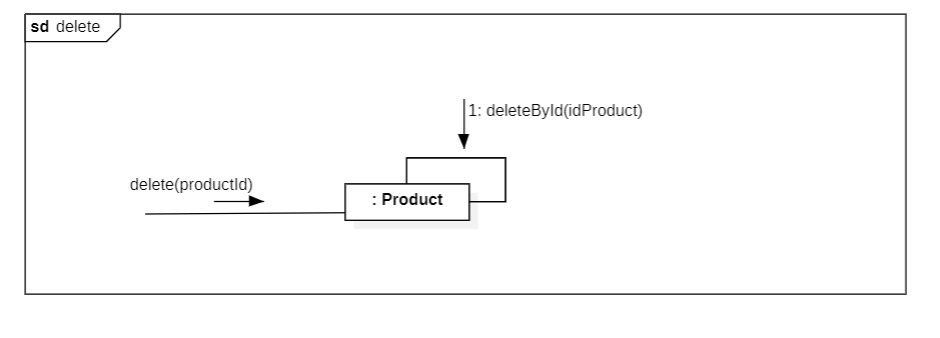 sd delete
1: deleteById(idProduct)
delete(productId)
: Product